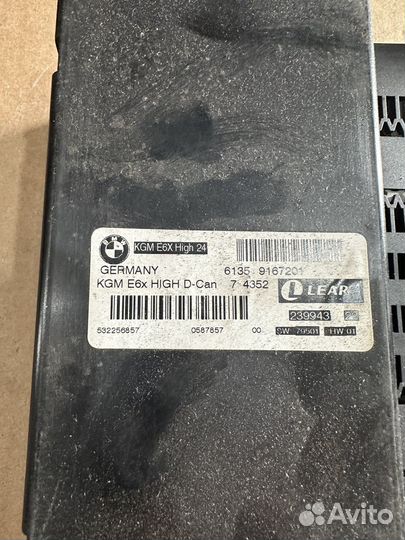 BMW
KGM E6X High 24
GERMANY 6135 9167201
KGM E6x HIGH D-Can 7 4352
L LEAR
239943
532256857 0587857 00 SW 79501 HW 01
Avito